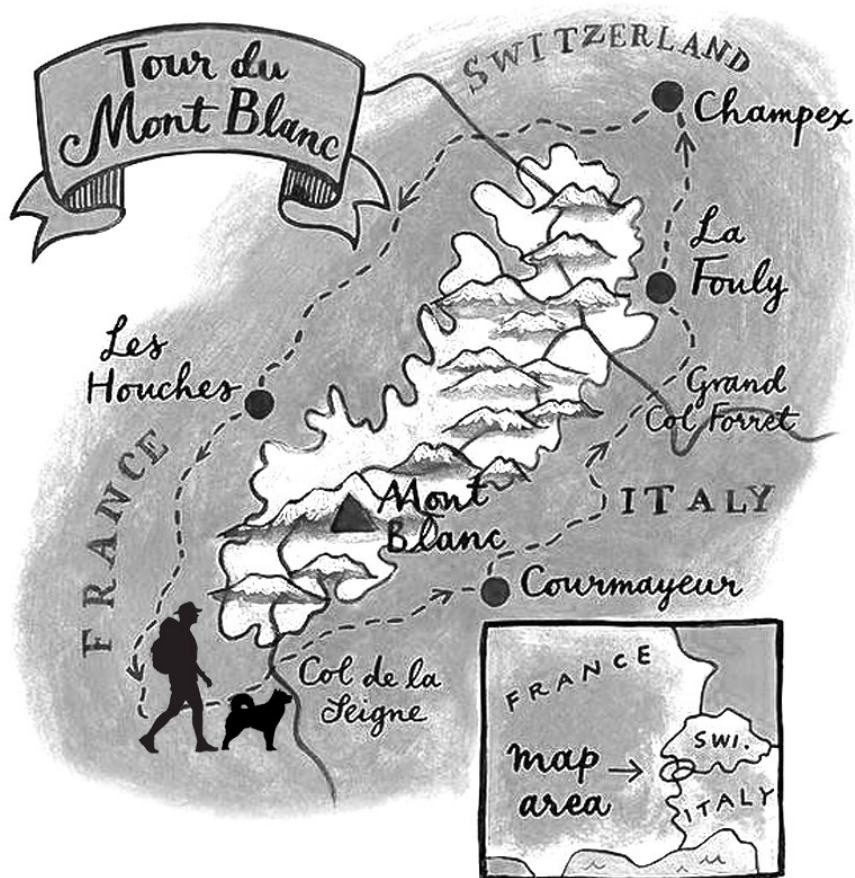 Tour du
Mont Blanc
SWITZERLAND
Champex
La
Fouly
Les
Houches
Grand
Col Forret
FRANCE
Mont
Blanc
ITALY
Courmayeur
Col de la
Seigne
FRANCE
map
area
SWI.
ITALY